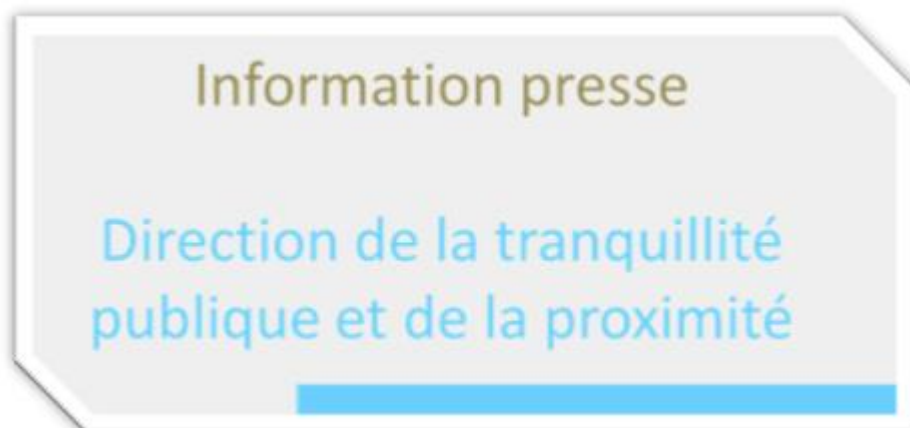 Information presse
Direction de la tranquillité
publique et de la proximité